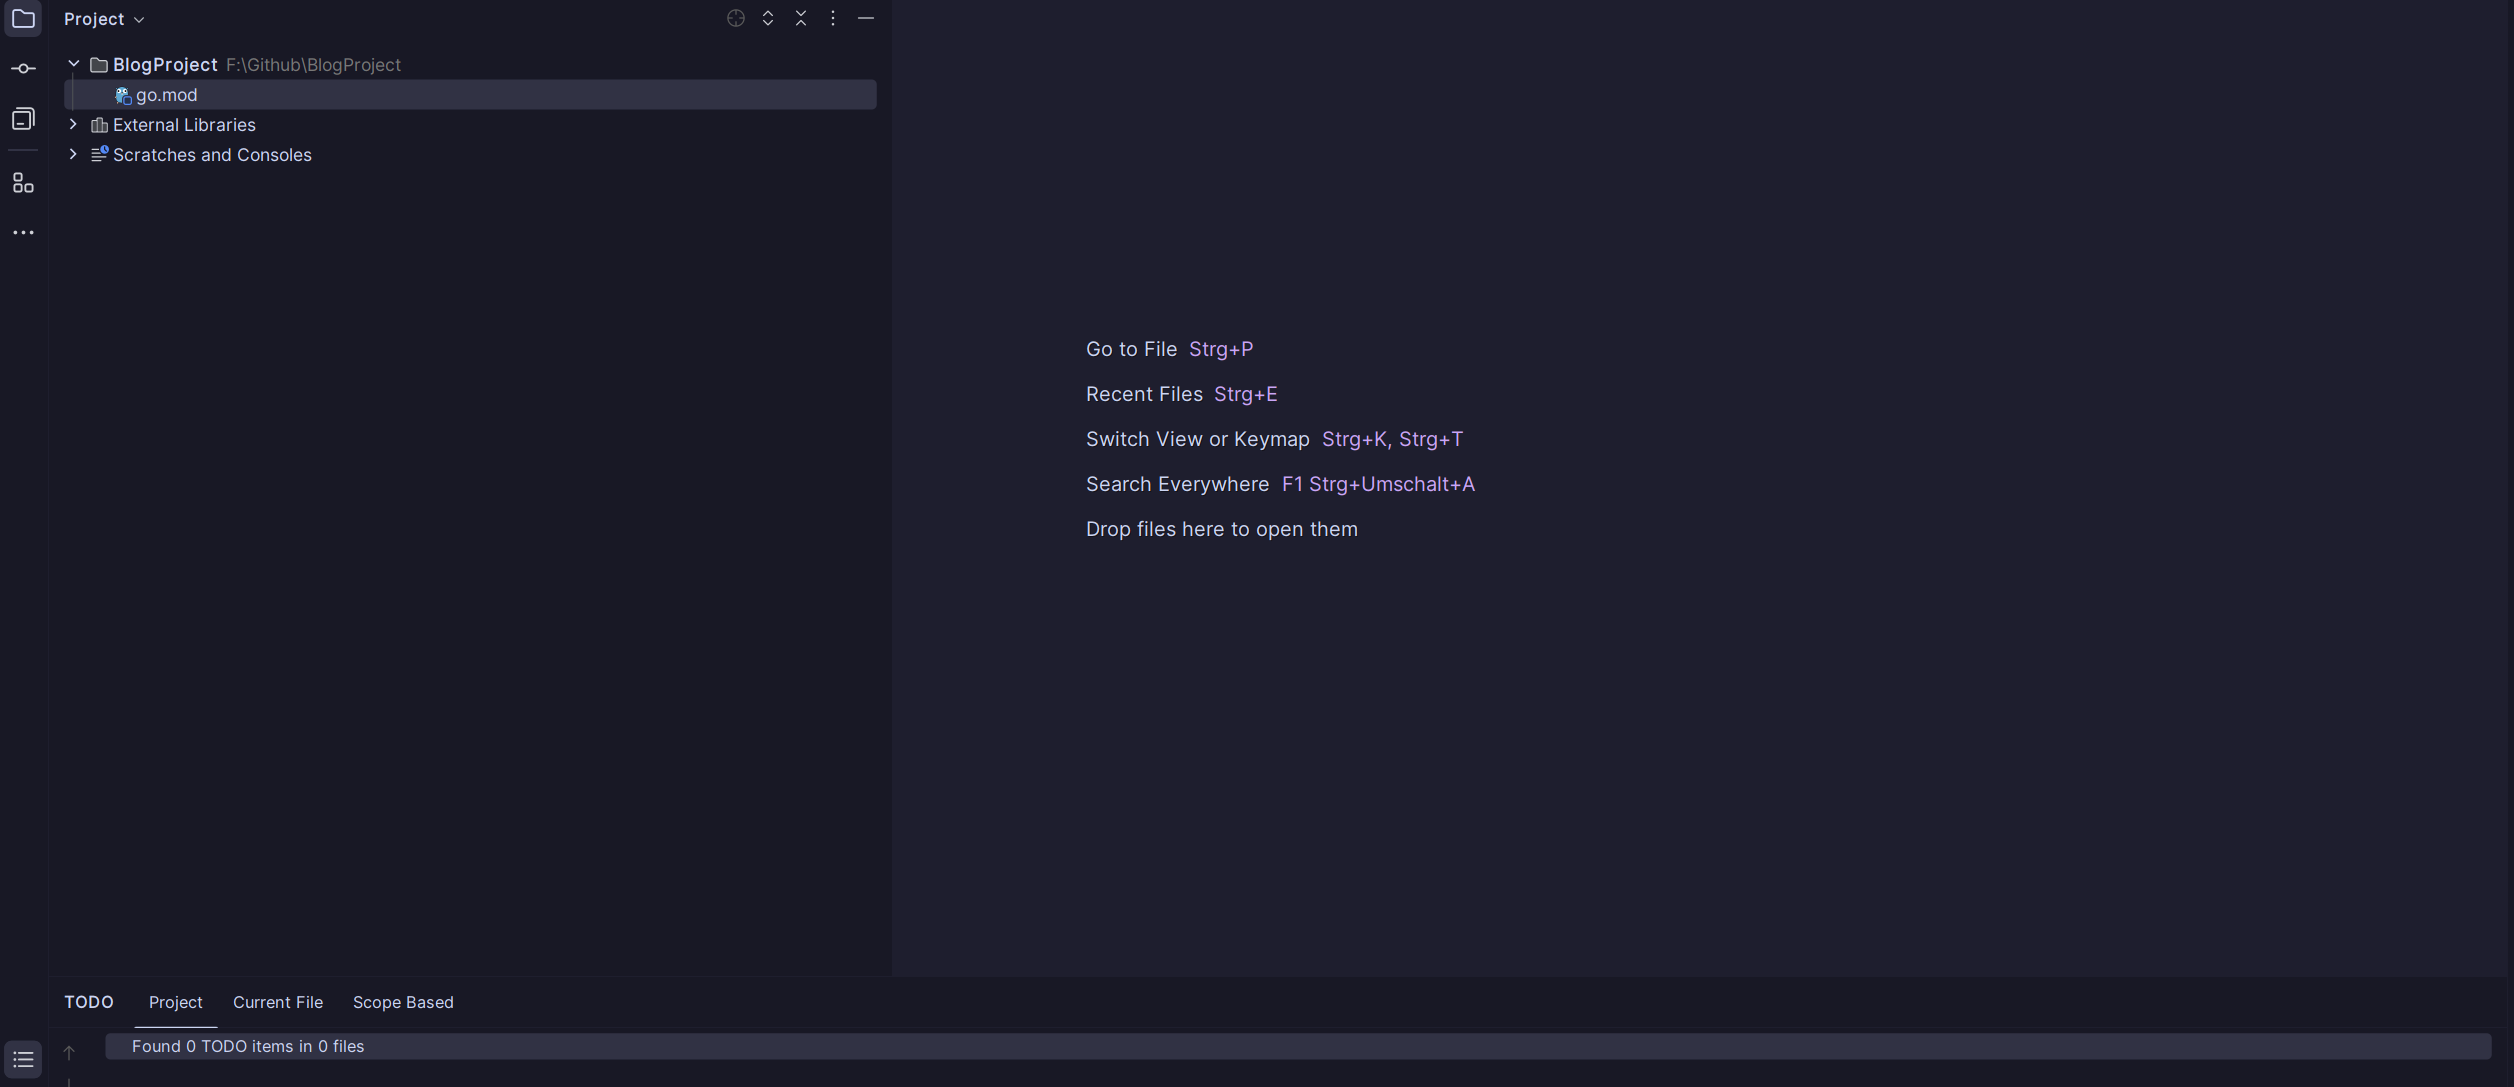 Project
BlogProject F:\Github\BlogProject
go.mod
External Libraries
Scratches and Consoles
Go to File Strg+P
Recent Files Strg+E
Switch View or Keymap Strg+K, Strg+T
Search Everywhere F1 Strg+Umschalt+A
Drop files here to open them
TODO Project Current File Scope Based
Found 0 TODO items in 0 files